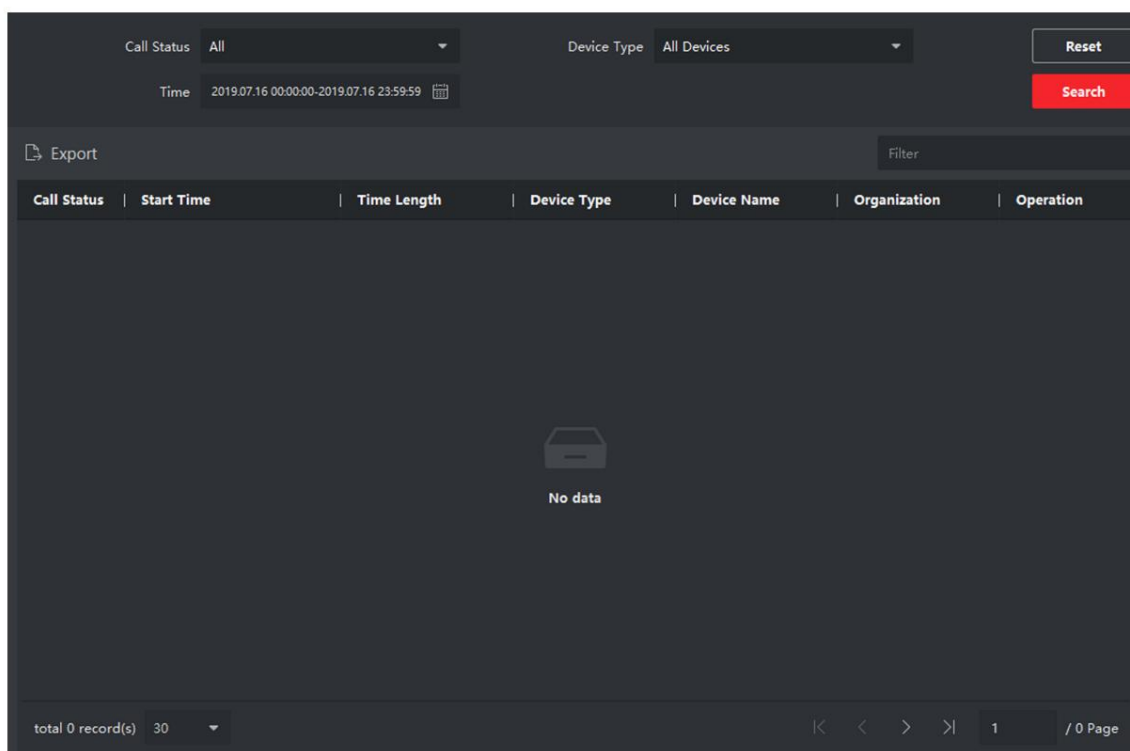 Call Status All Device Type All Devices Reset
Time 2019.07.16 00:00:00-2019.07.16 23:59:59 Search
Export Filter
Call Status | Start Time | Time Length | Device Type | Device Name | Organization | Operation
No data
total 0 record(s) 30 1 / 0 Page